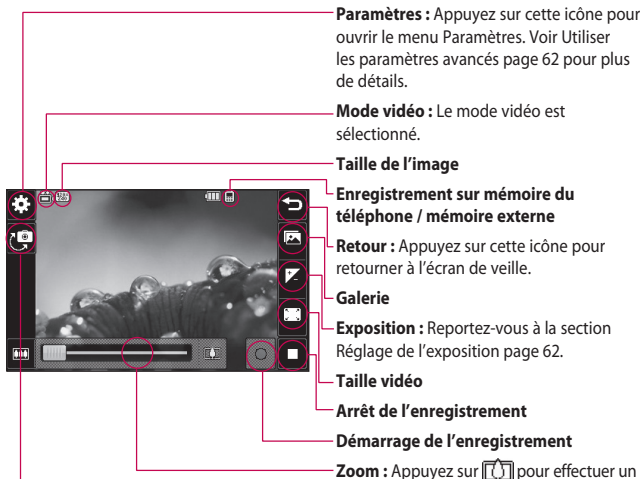 Paramètres : Appuyez sur cette icône pour
ouvrir le menu Paramètres. Voir Utiliser
les paramètres avancés page 62 pour plus
de détails.
Mode vidéo : Le mode vidéo est
sélectionné.
Taille de l'image
Enregistrement sur mémoire du
téléphone / mémoire externe
Retour : Appuyez sur cette icône pour
retourner à l'écran de veille.
Galerie
Exposition : Reportez-vous à la section
Réglage de l'exposition page 62.
Taille vidéo
Arrêt de l'enregistrement
Démarrage de l'enregistrement
Zoom : Appuyez sur pour effectuer un